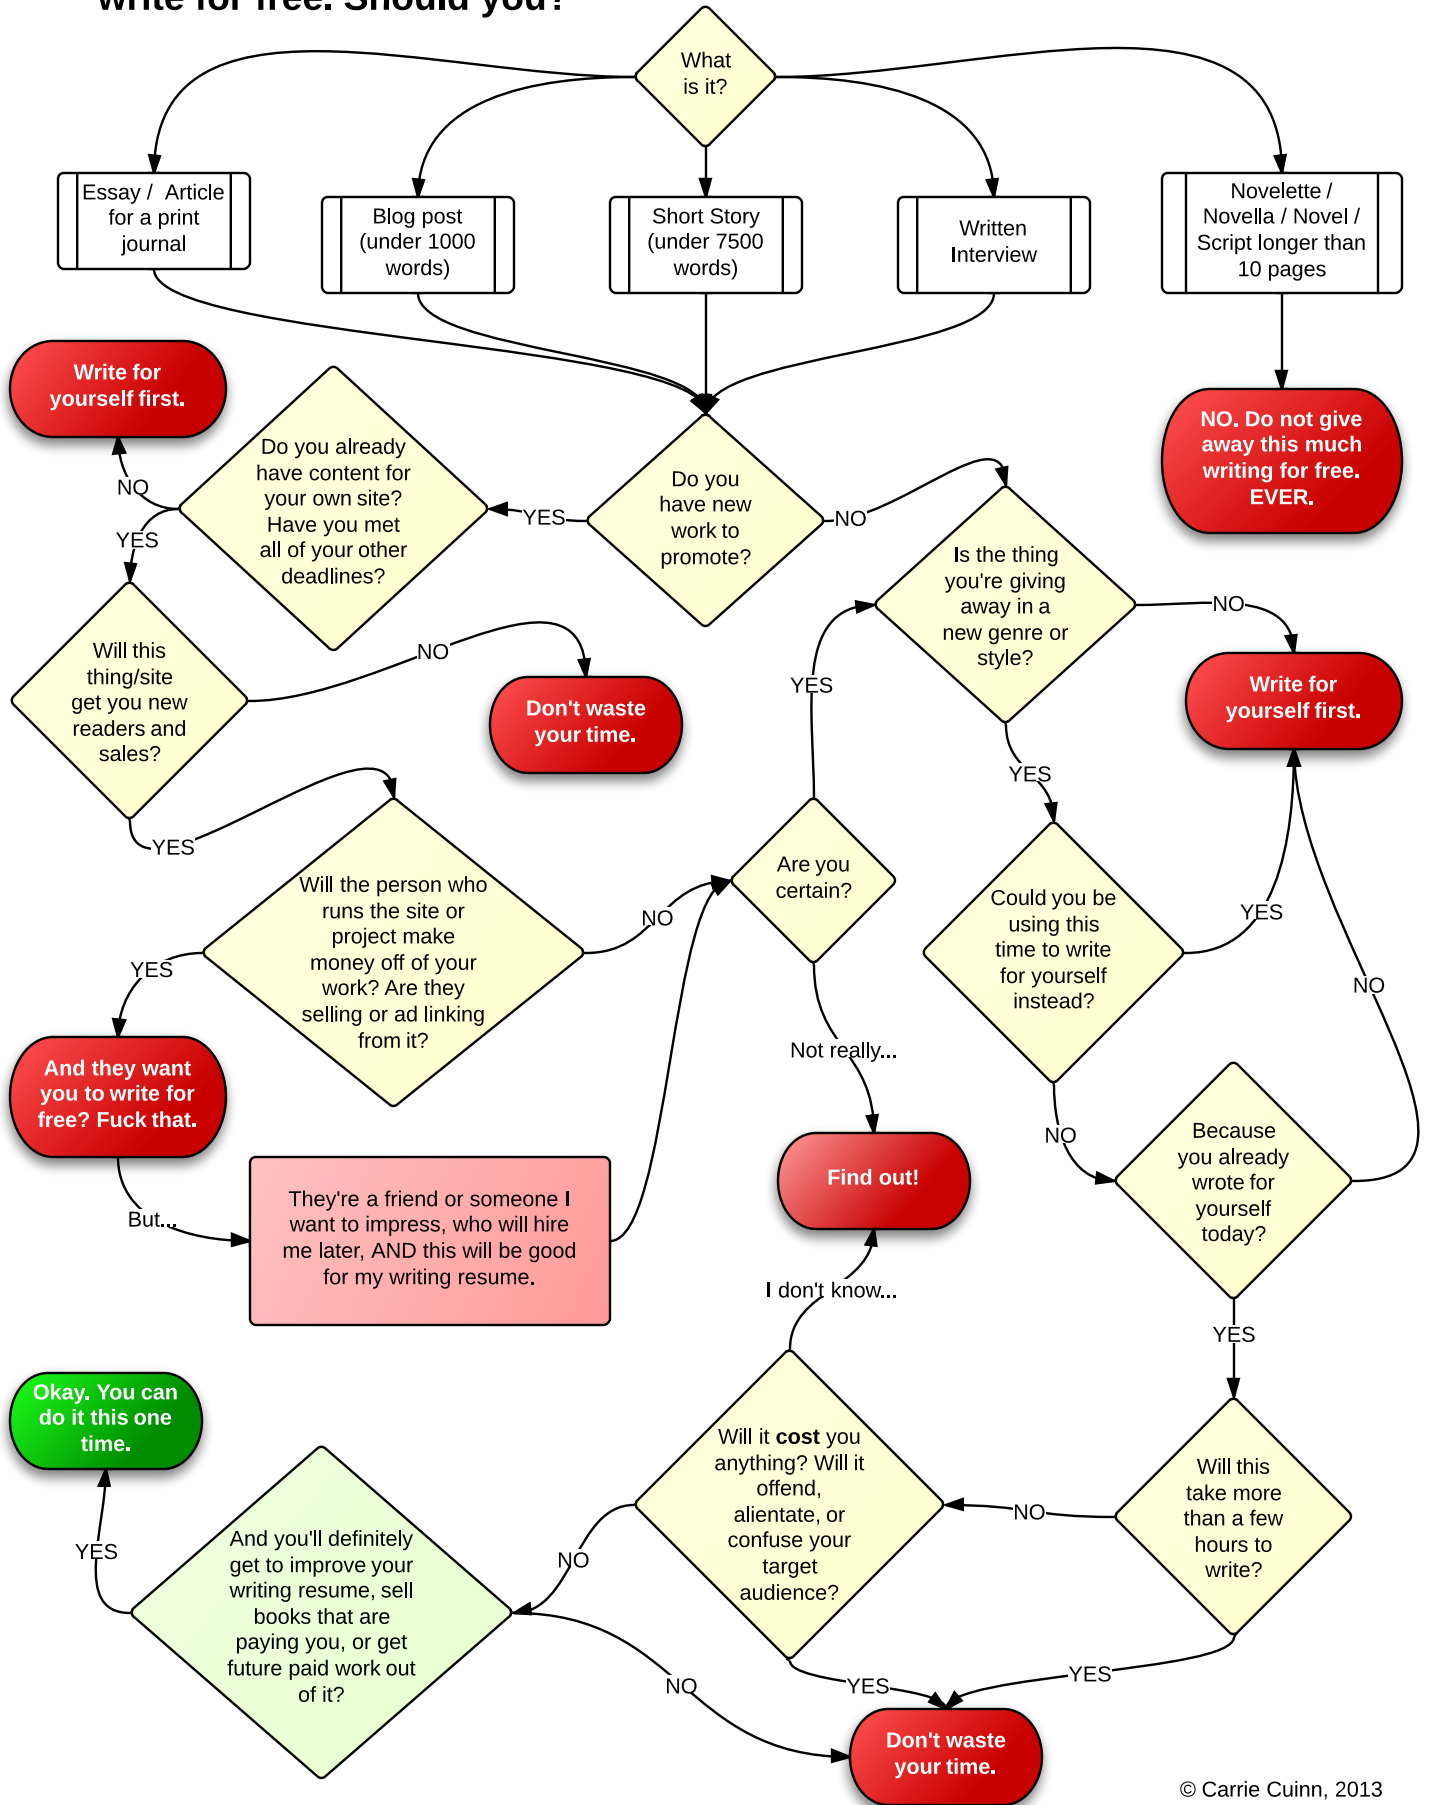 write for free. Should you?
What
is it?
Essay / Article
for a print
journal
Blog post
(under 1000
words)
Short Story
(under 7500
words)
Written
Interview
Novelette /
Novella / Novel /
Script longer than
10 pages
Write for
yourself first.
Do you already
have content for
your own site?
Have you met
all of your other
deadlines?
Do you
have new
work to
promote?
NO. Do not give
away this much
writing for free.
EVER.
NO
YES
NO
YES
Is the thing
you're giving
away in a
new genre or
style?
NO
Will this
thing/site
get you new
readers and
sales?
NO
Don't waste
your time.
YES
Write for
yourself first.
YES
YES
Will the person who
runs the site or
project make
money off of your
work? Are they
selling or ad linking
from it?
NO
Are you
certain?
Could you be
using this
time to write
for yourself
instead?
YES
NO
YES
And they want
you to write for
free? Fuck that.
Not really...
NO
Because
you already
wrote for
yourself
today?
But...
They're a friend or someone I
want to impress, who will hire
me later, AND this will be good
for my writing resume.
Find out!
I don't know...
YES
Okay. You can
do it this one
time.
Will it cost you
anything? Will it
offend,
alientate, or
confuse your
target
audience?
NO
Will this
take more
than a few
hours to
write?
YES
And you'll definitely
get to improve your
writing resume, sell
books that are
paying you, or get
future paid work out
of it?
NO
NO
YES
YES
Don't waste
your time.
© Carrie Cuinn, 2013